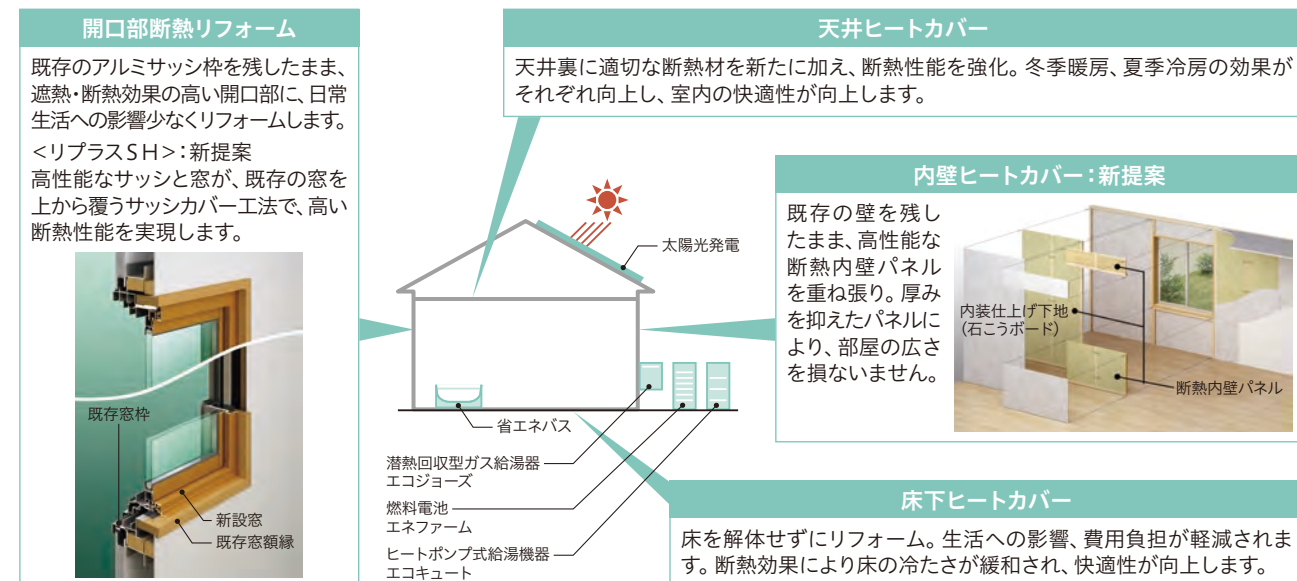 開口部断熱リフォーム
既存のアルミサッシ枠を残したまま、
遮熱・断熱効果の高い開口部に、日常
生活への影響少なくリフォームします。
<リプラスSH>：新提案
高性能なサッシと窓が、既存の窓を
上から覆うサッシカバー工法で、高い
断熱性能を実現します。
既存窓枠
新設窓
既存窓額縁
天井ヒートカバー
天井裏に適切な断熱材を新たに加え、断熱性能を強化。冬季暖房、夏季冷房の効果が
それぞれ向上し、室内の快適性が向上します。
太陽光発電
省エネバス
潜熱回収型ガス給湯器
エコジョーズ
燃料電池
エネファーム
ヒートポンプ式給湯機器
エコキュート
内壁ヒートカバー：新提案
既存の壁を残し
たまま、高性能な
断熱内壁パネル
を重ね張り。厚み
を抑えたパネルに
より、部屋の広さ
を損ないません。
内装仕上げ下地
(石こうボード)
断熱内壁パネル
床下ヒートカバー
床を解体せずにリフォーム。生活への影響、費用負担が軽減されま
す。断熱効果により床の冷たさが緩和され、快適性が向上します。